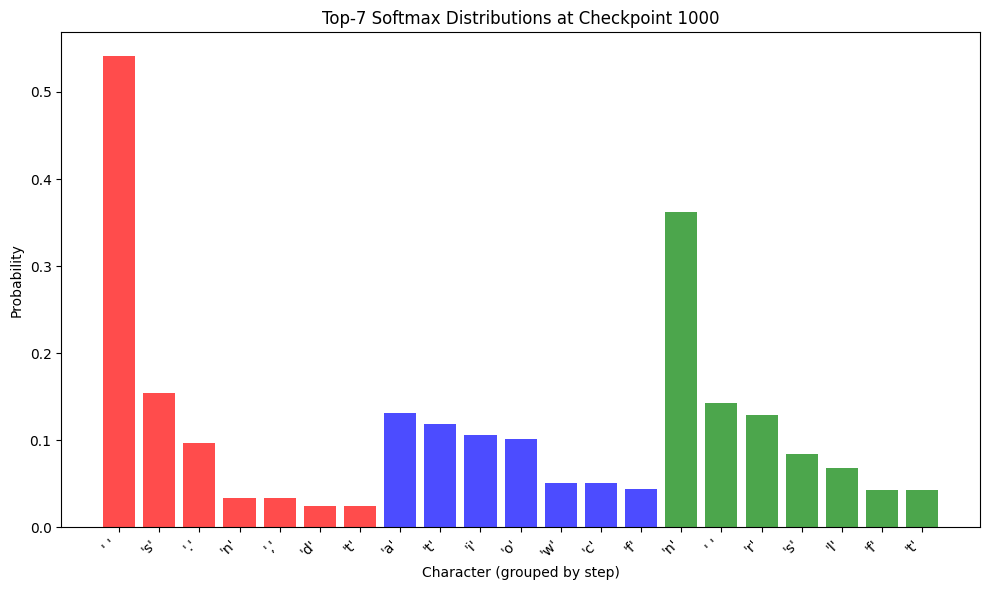 Top-7 Softmax Distributions at Checkpoint 1000
Probability
0.5
0.4
0.3
0.2
0.1
0.0
' ' 's' '.' 'n' ',' 'd' 't' 'a' 't' 'i' 'o' 'w' 'c' 'f' 'n' ' ' 'r' 's' 'l' 'f' 't'
Character (grouped by step)